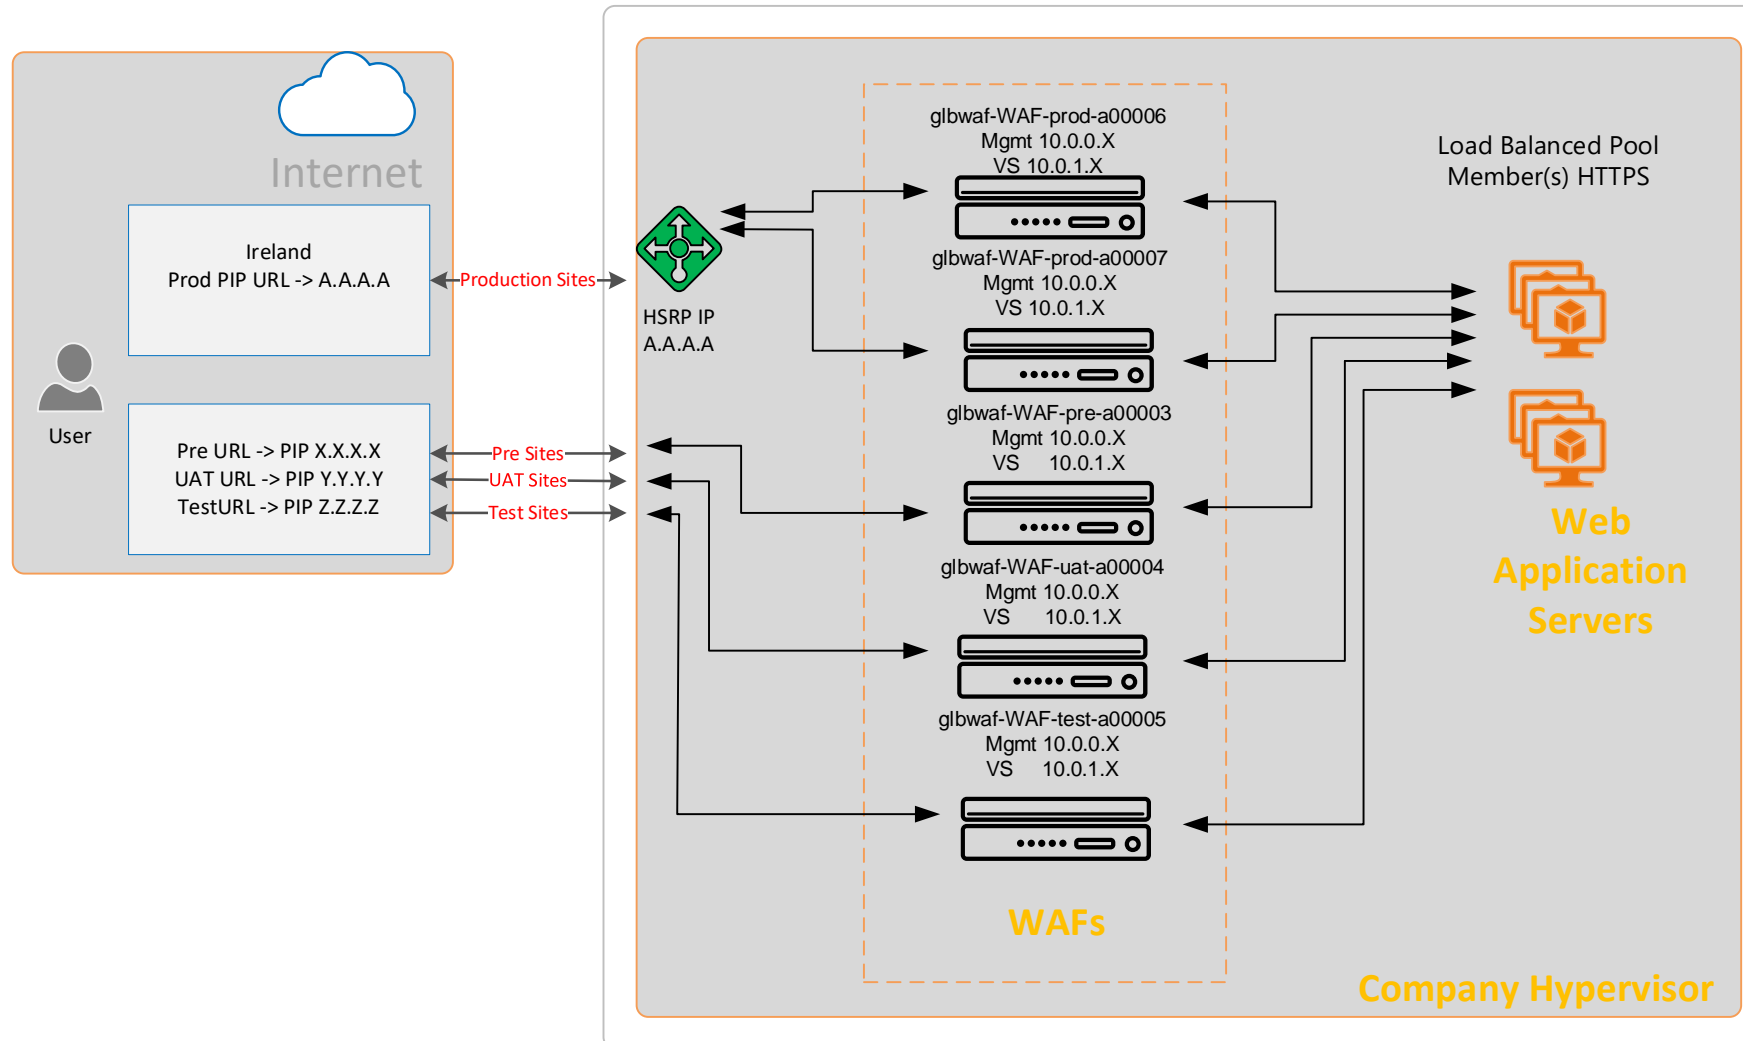 Internet
Ireland
Prod PIP URL -> A.A.A.A
User
Pre URL -> PIP X.X.X.X
UAT URL -> PIP Y.Y.Y.Y
TestURL -> PIP Z.Z.Z.Z
Production Sites
Pre Sites
UAT Sites
Test Sites
HSRP IP
A.A.A.A
glbwaf-WAF-prod-a00006
Mgmt 10.0.0.X
VS 10.0.1.X
glbwaf-WAF-prod-a00007
Mgmt 10.0.0.X
VS 10.0.1.X
glbwaf-WAF-pre-a00003
Mgmt 10.0.0.X
VS 10.0.1.X
glbwaf-WAF-uat-a00004
Mgmt 10.0.0.X
VS 10.0.1.X
glbwaf-WAF-test-a00005
Mgmt 10.0.0.X
VS 10.0.1.X
WAFs
Load Balanced Pool
Member(s) HTTPS
Web
Application
Servers
Company Hypervisor